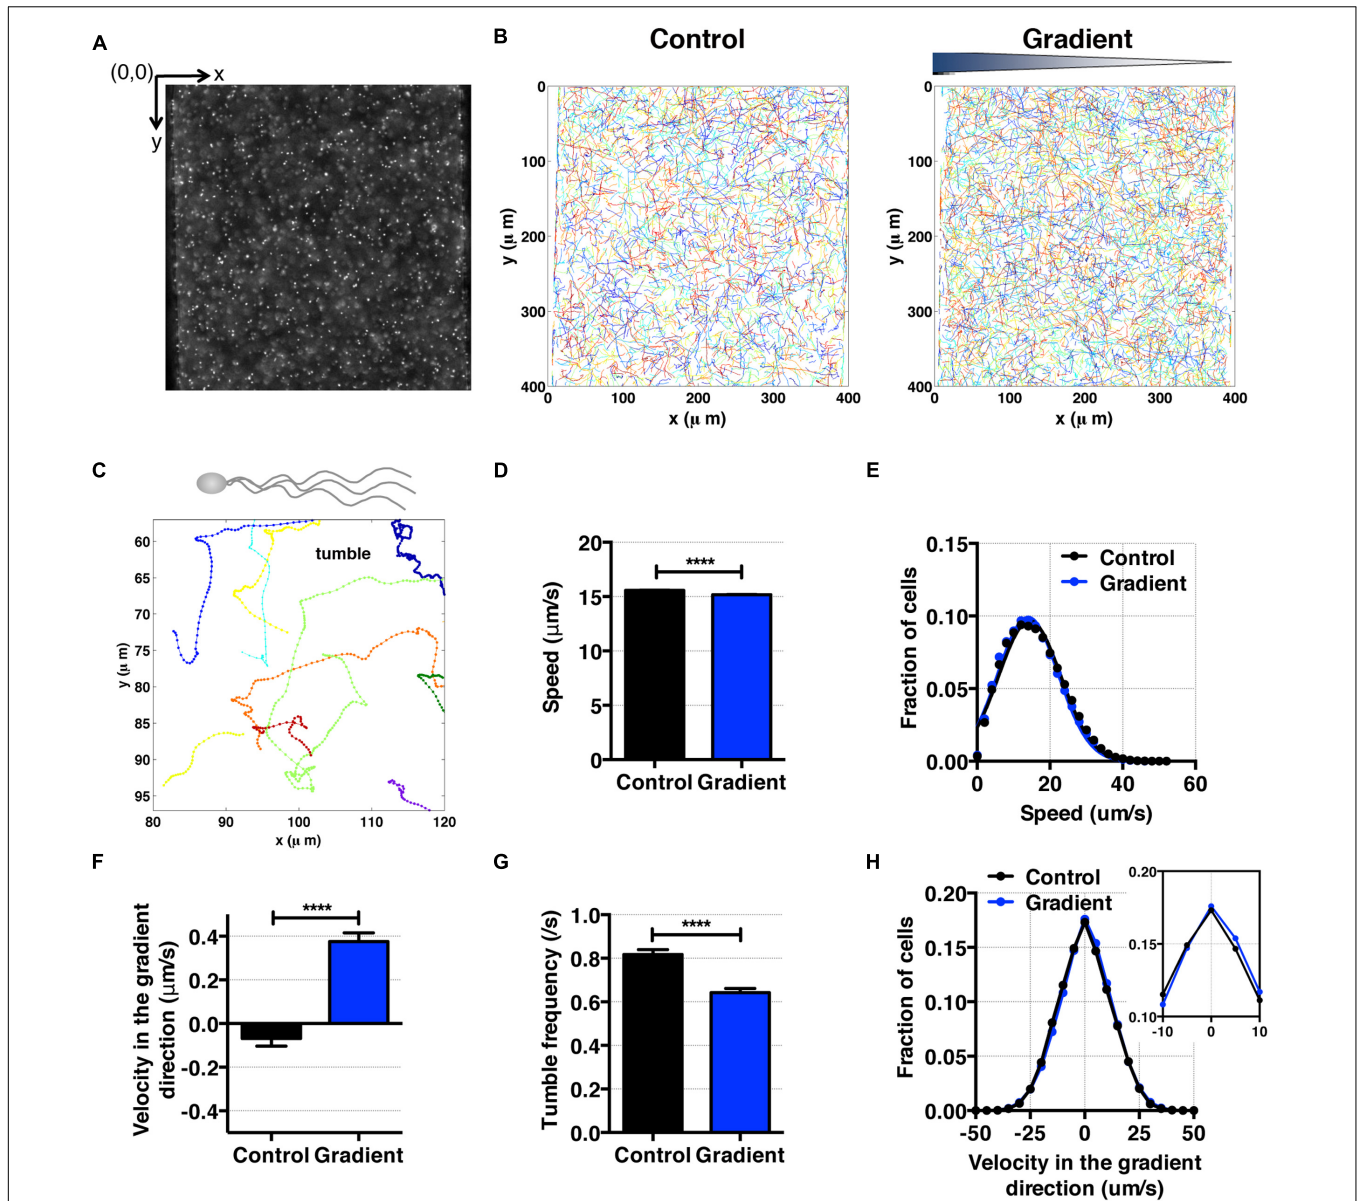 A
(0,0)
x
y
B
Control
Gradient
0
100
200
300
400
y (μ m)
0 100 200 300 400
x (μ m)
0
100
200
300
400
y (μ m)
0 100 200 300 400
x (μ m)
C
tumble
60
65
70
75
80
85
90
95
y (μ m)
80 90 100 110 120
x (μ m)
D
20
15
10
5
0
Speed (μm/s)
****
Control Gradient
E
0.15
0.10
0.05
0.00
Fraction of cells
Control
Gradient
0 20 40 60
Speed (um/s)
F
Velocity in the gradient
direction (μm/s)
0.4
0.2
0.0
-0.2
-0.4
****
Control Gradient
G
Tumble frequency (/s)
1.0
0.8
0.6
0.4
0.2
0.0
****
Control Gradient
H
Control
Gradient
0.20
0.15
0.10
0.05
0.00
Fraction of cells
-50 -25 0 25 50
Velocity in the gradient
direction (um/s)
0.20
0.15
0.10
-10 0 10